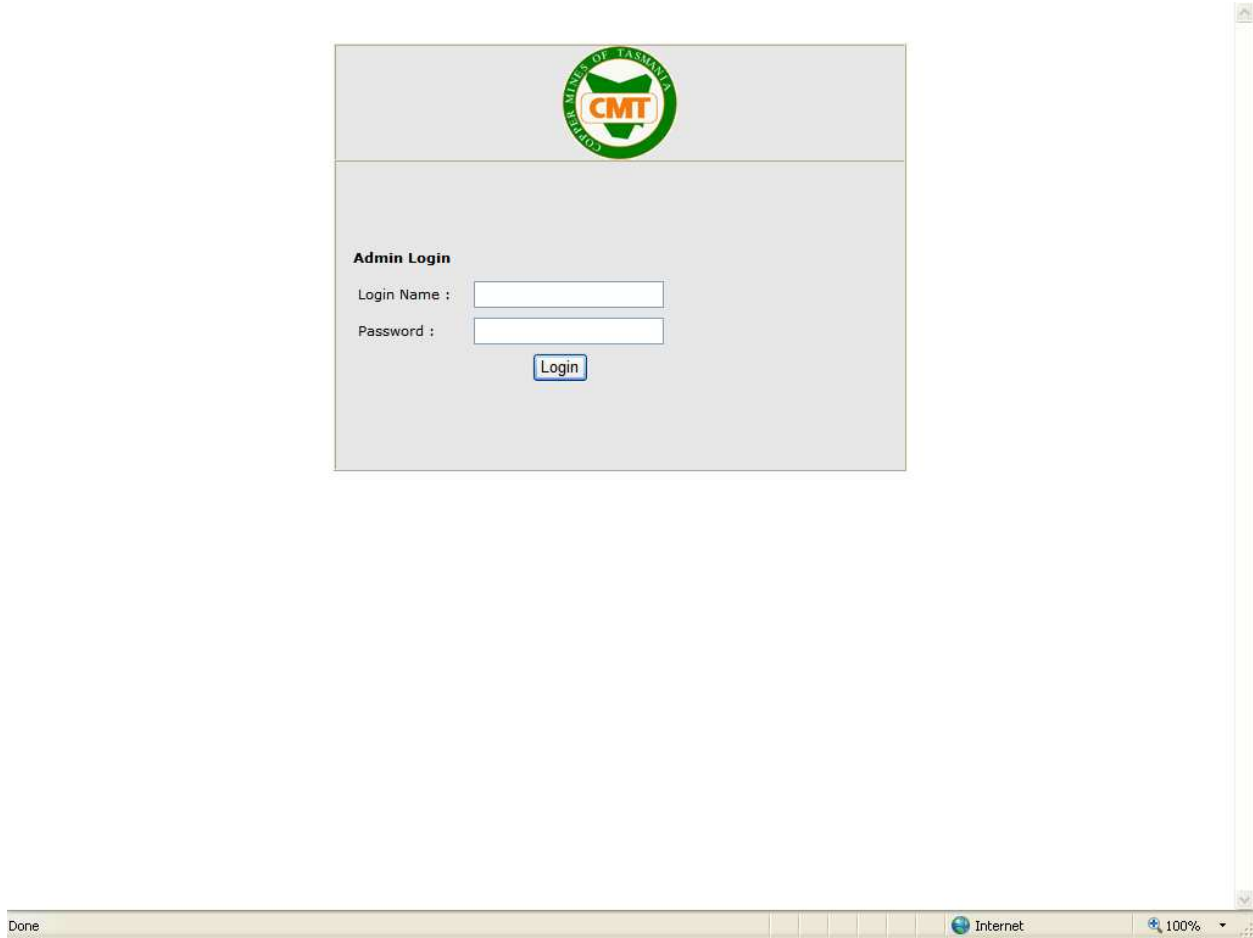 COPPER MINES OF TASMANIA
CMT
Admin Login
Login Name :
Password :
Login
Done
Internet
100%